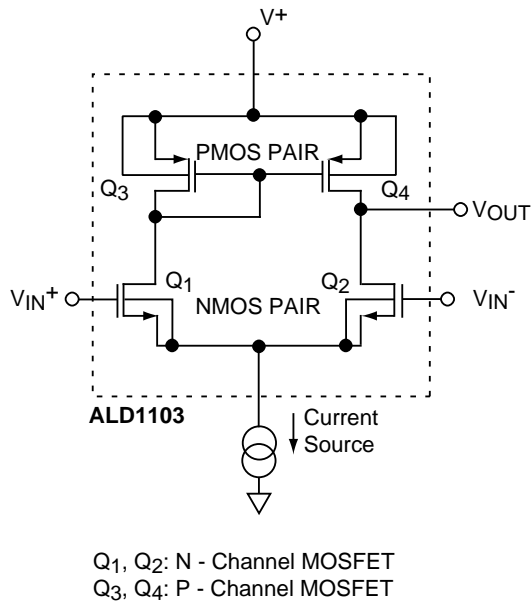 V+
PMOS PAIR
Q3
Q4
VOUT
Q1
Q2
VIN+
NMOS PAIR
VIN-
ALD1103
Current
Source
Q1, Q2: N - Channel MOSFET
Q3, Q4: P - Channel MOSFET